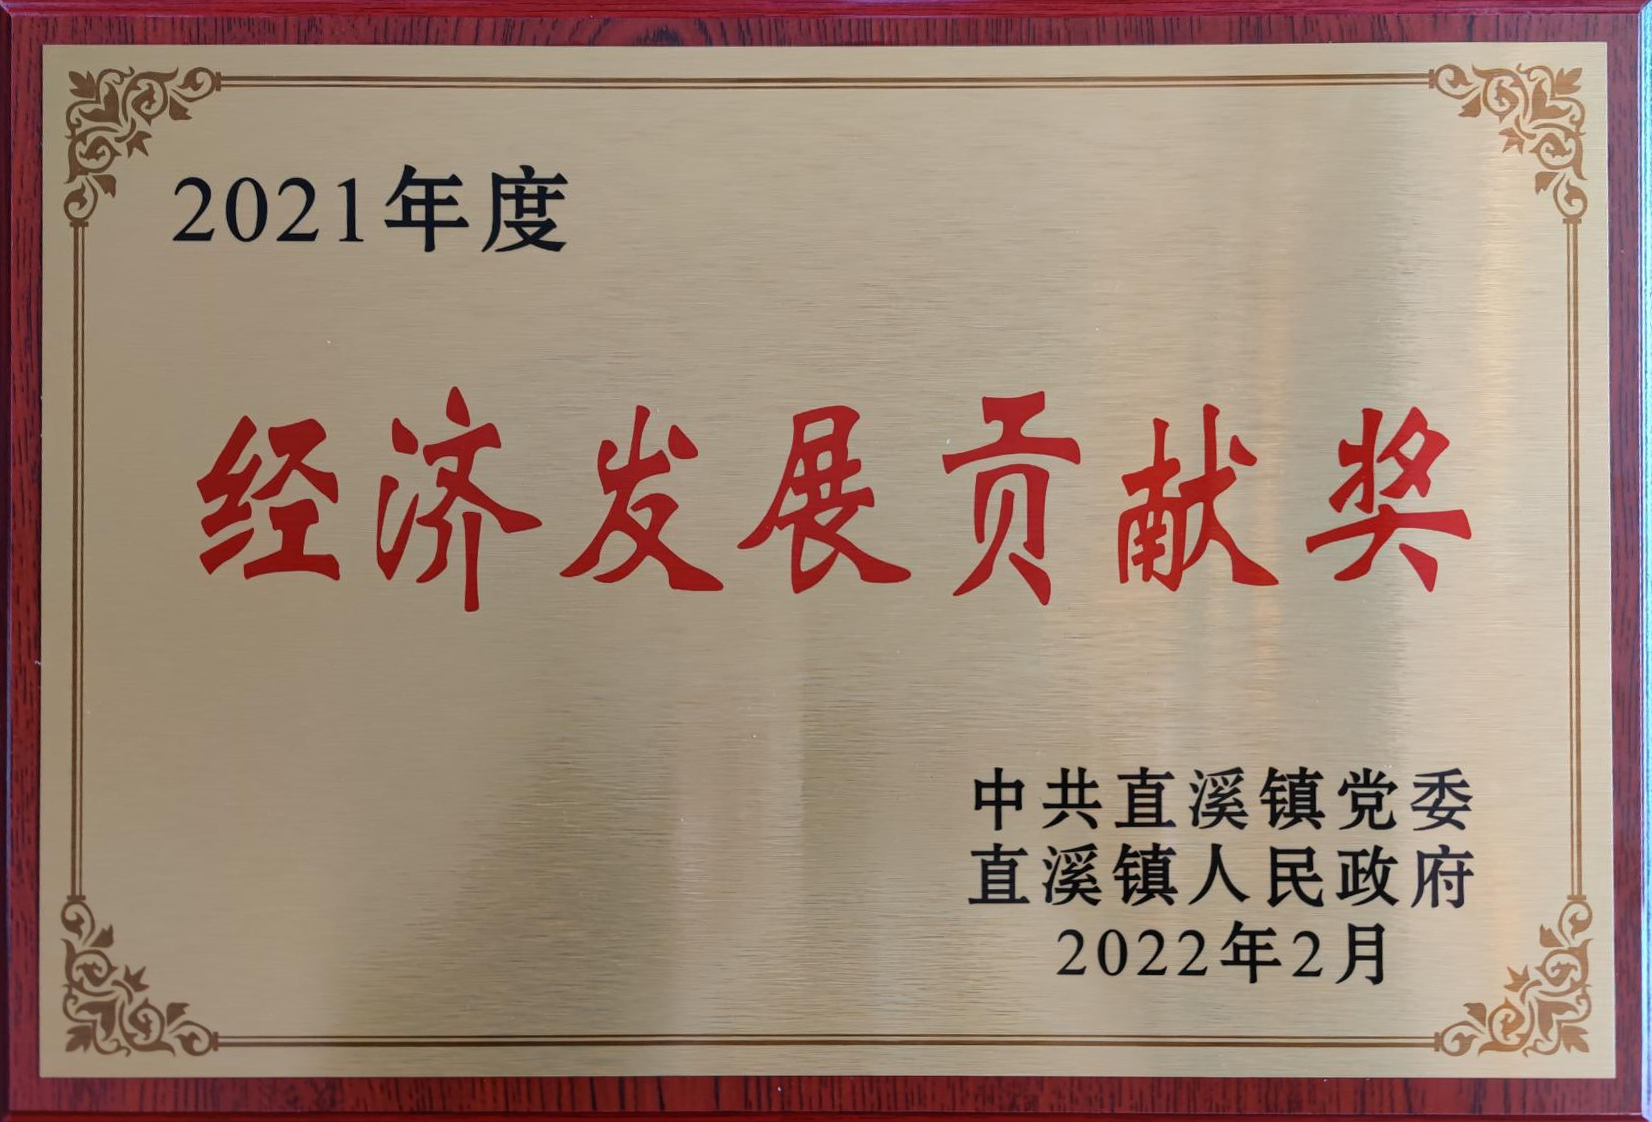 2021年度
经济发展贡献奖
中共直溪镇党委
直溪镇人民政府
2022年2月